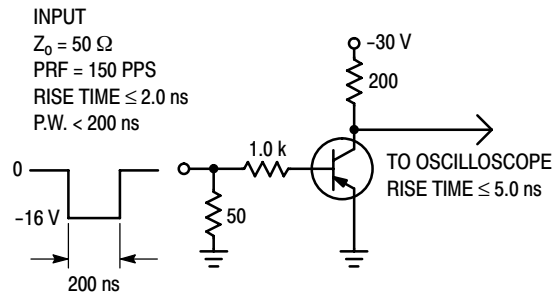 INPUT
Zo = 50 Ω
PRF = 150 PPS
RISE TIME ≤ 2.0 ns
P.W. < 200 ns
0
-16 V
200 ns
1.0 k
50
-30 V
200
TO OSCILLOSCOPE
RISE TIME ≤ 5.0 ns